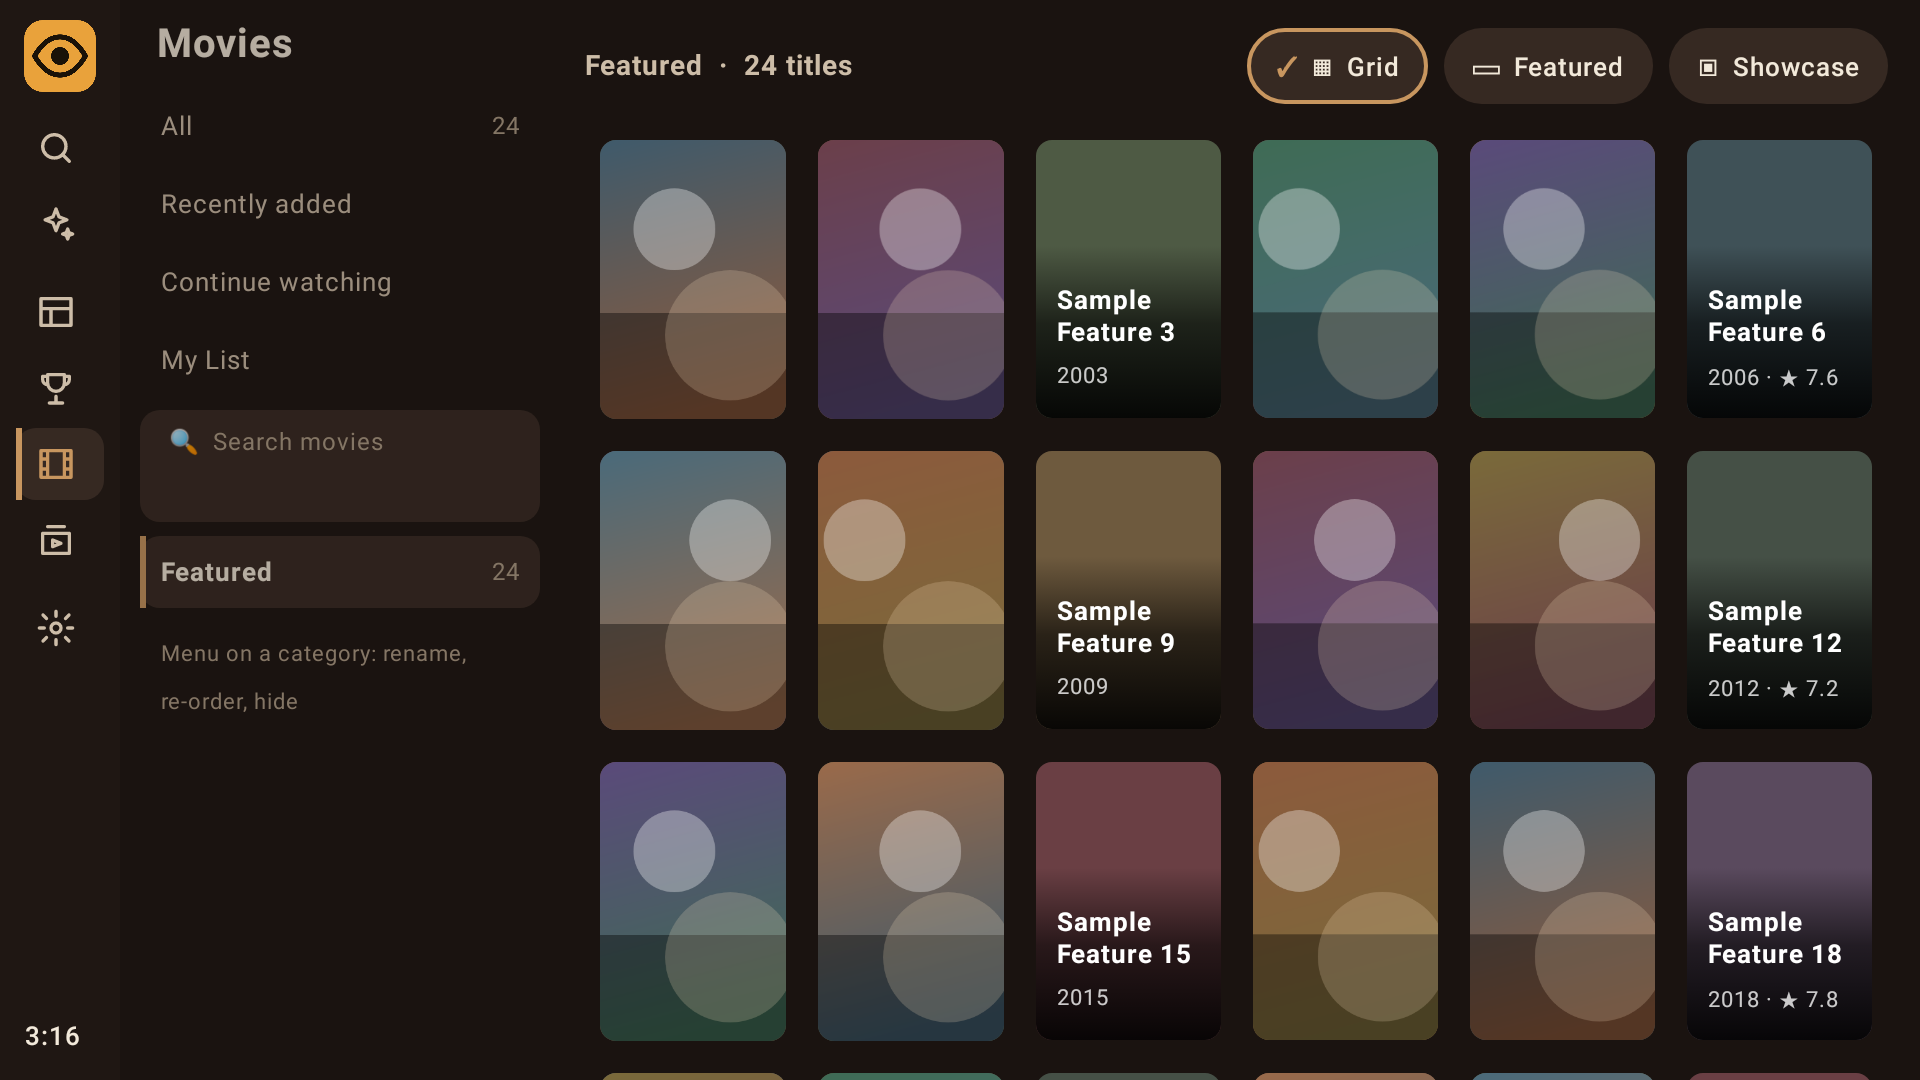 Movies
All 24
Recently added
Continue watching
My List
Search movies
Featured 24
Menu on a category: rename,
re-order, hide
3:16
Featured · 24 titles
✓ Grid
Featured
Showcase
Sample
Feature 3
2003
Sample
Feature 6
2006 · ★ 7.6
Sample
Feature 9
2009
Sample
Feature 12
2012 · ★ 7.2
Sample
Feature 15
2015
Sample
Feature 18
2018 · ★ 7.8